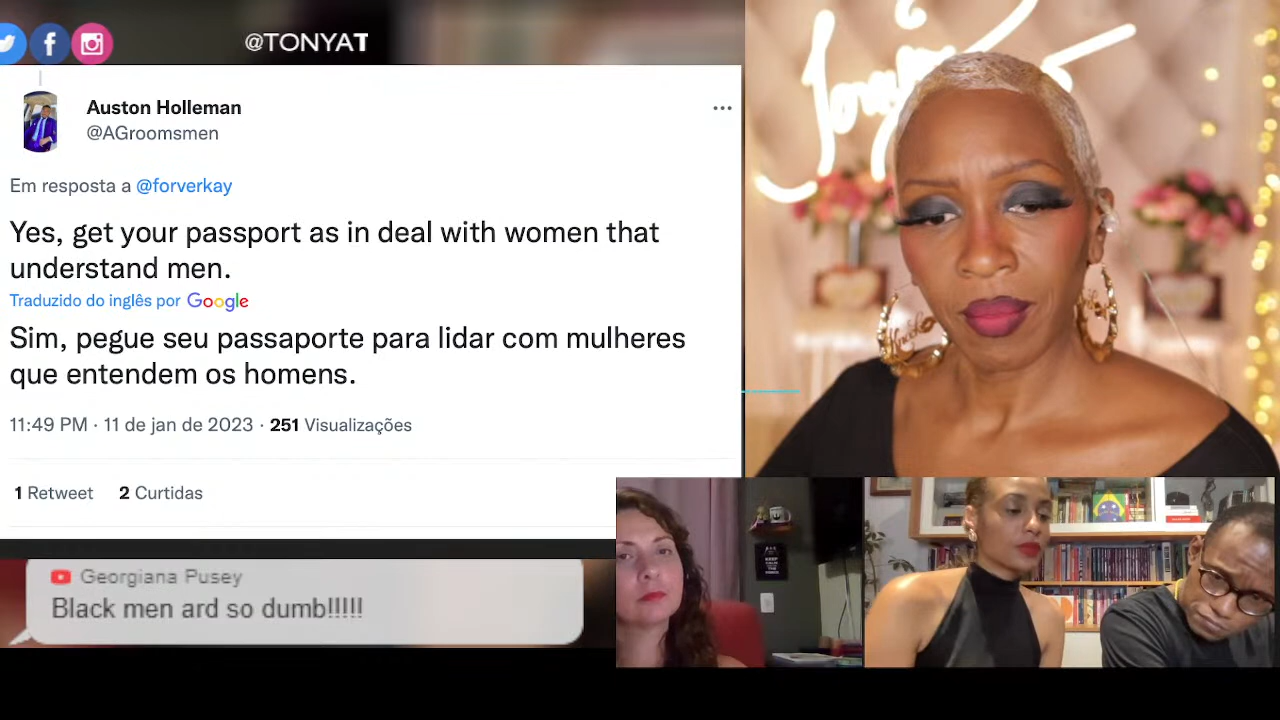 @TONYAT
Auston Holleman
@AGroomsmen
Em resposta a @forverkay
Yes, get your passport as in deal with women that
understand men.
Traduzido do inglês por Google
Sim, pegue seu passaporte para lidar com mulheres
que entendem os homens.
11:49 PM · 11 de jan de 2023 · 251 Visualizações
1 Retweet 2 Curtidas
Georgiana Pusey
Black men ard so dumb!!!!!